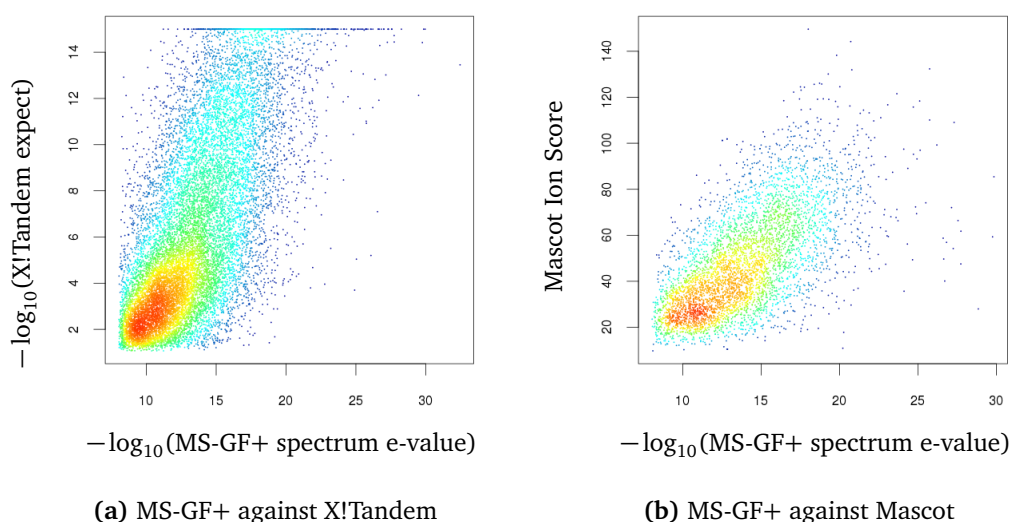 −log₁₀(X!Tandem expect)
14
12
10
8
6
4
2
10 15 20 25 30
−log₁₀(MS-GF+ spectrum e-value)
(a) MS-GF+ against X!Tandem
Mascot Ion Score
140
120
100
80
60
40
20
10 15 20 25 30
−log₁₀(MS-GF+ spectrum e-value)
(b) MS-GF+ against Mascot